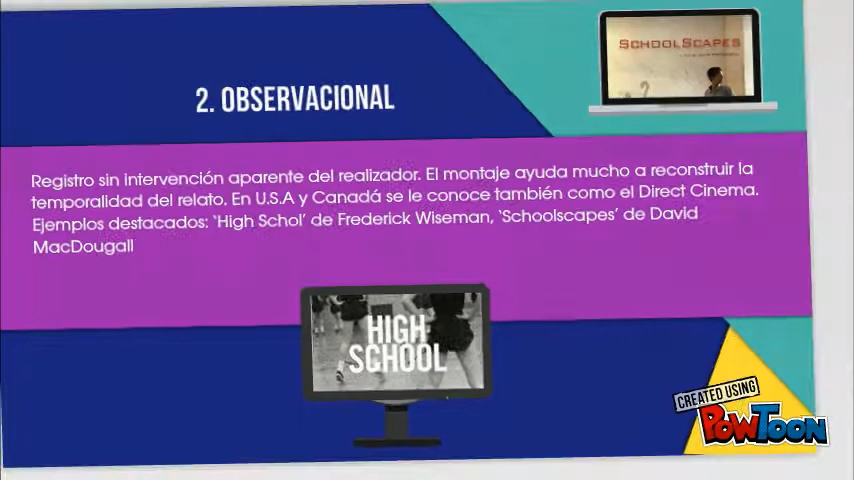 SCHOOLSCAPES
2. OBSERVACIONAL
Registro sin intervención aparente del realizador. El montaje ayuda mucho a reconstruir la
temporalidad del relato. En U.S.A y Canadá se le conoce también como el Direct Cinema.
Ejemplos destacados: 'High Schol' de Frederick Wiseman, 'Schoolscapes' de David
MacDougall
HIGH
SCHOOL
CREATED USING
POWTOON